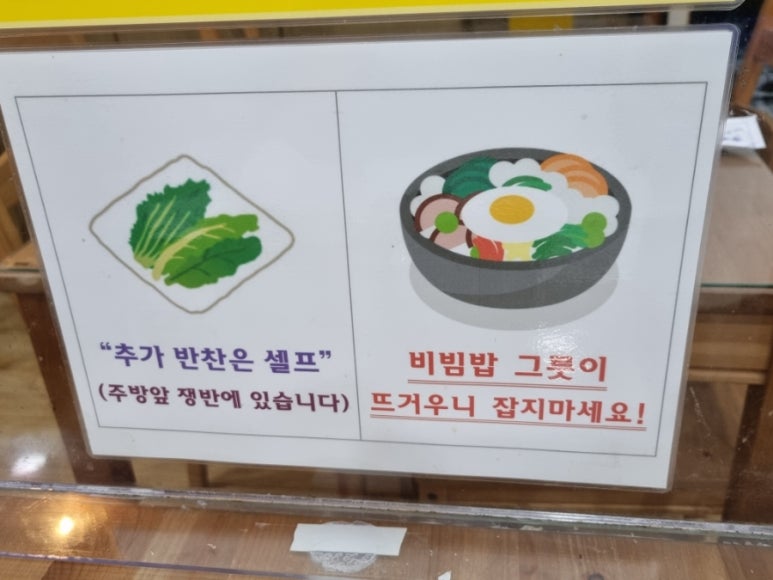 “추가 반찬은 셀프”
(주방앞 쟁반에 있습니다)
비빔밥 그릇이
뜨거우니 잡지마세요!